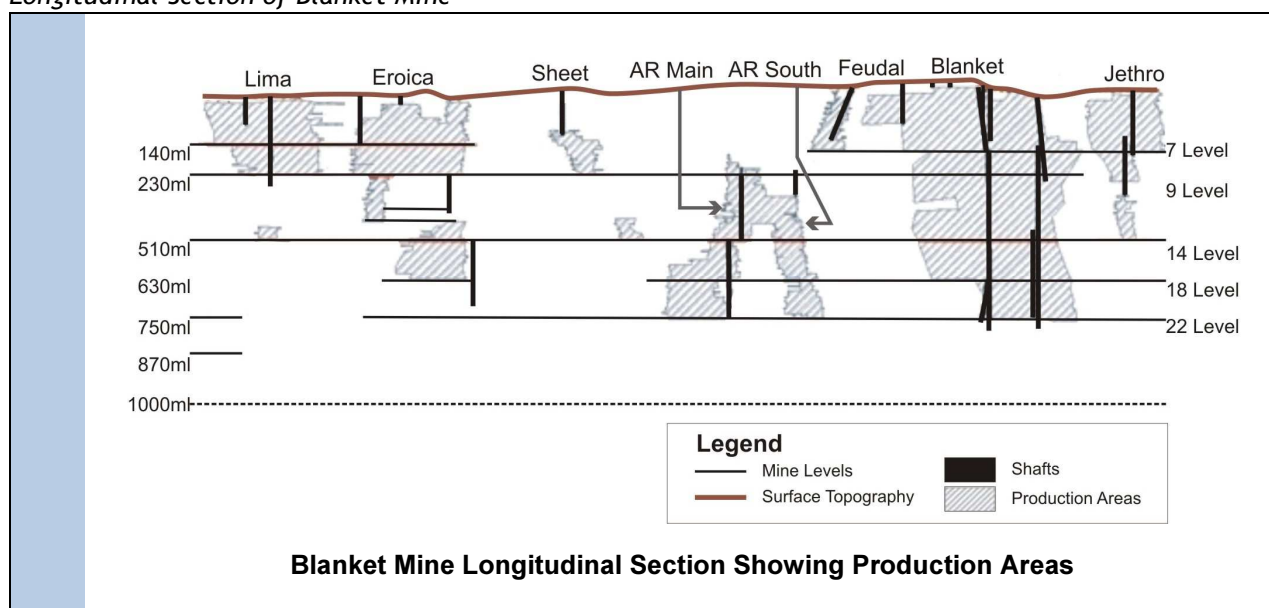 Longitudinal Section of Blanket Mine
Lima Eroica Sheet AR Main AR South Feudal Blanket Jethro
140ml 7 Level
230ml 9 Level
510ml 14 Level
630ml 18 Level
750ml 22 Level
870ml
1000ml
Legend
Mine Levels Shafts
Surface Topography Production Areas
Blanket Mine Longitudinal Section Showing Production Areas